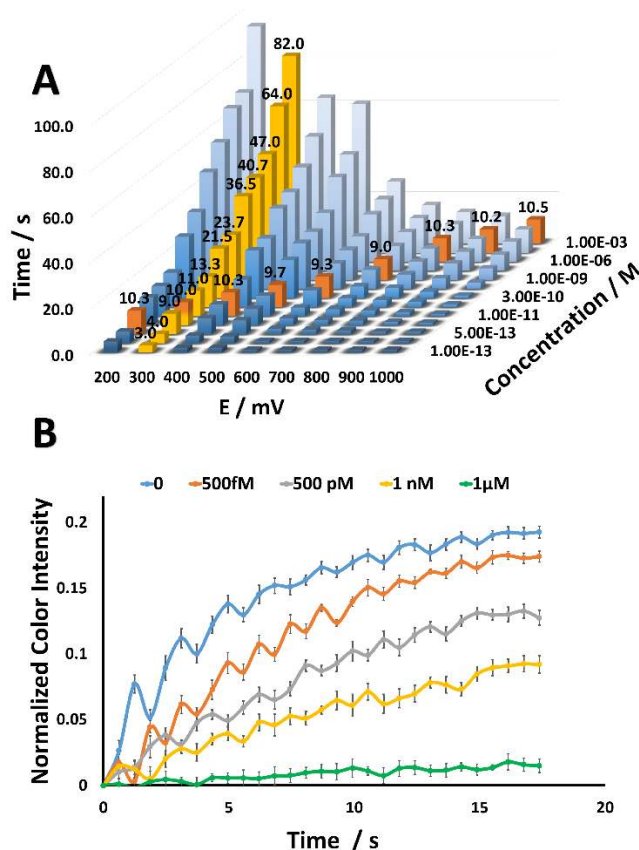 A
82.0
64.0
47.0
40.7
36.5
23.7
21.5
13.3
11.0
10.0
9.0
4.0
3.0
10.3
10.3
9.7
9.3
9.0
10.3
10.2
10.5
Time / s
100.0
80.0
60.0
40.0
20.0
0.0
200 300 400 500 600 700 800 900 1000
E / mV
1.00E-03
1.00E-06
1.00E-09
3.00E-10
1.00E-11
5.00E-13
1.00E-13
Concentration / M
B
0 500fM 500 pM 1 nM 1µM
Normalized Color Intensity
0.2
0.15
0.1
0.05
0
0 5 10 15 20
Time / s